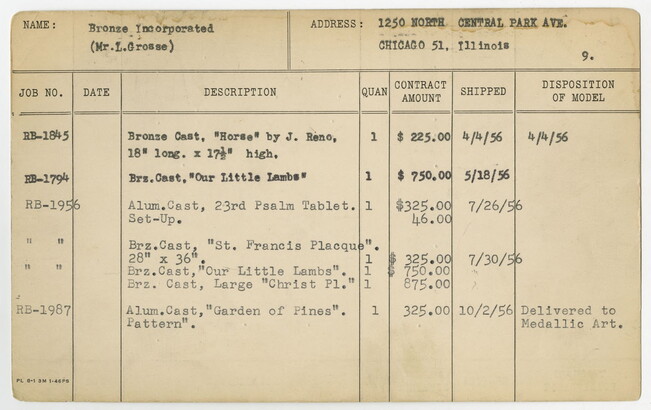 NAME: Bronze Incorporated
(Mr.L.Grosse)
ADDRESS: 1250 NORTH CENTRAL PARK AVE.
CHICAGO 51, Illinois
9.
JOB NO. DATE DESCRIPTION QUAN CONTRACT AMOUNT SHIPPED DISPOSITION OF MODEL
RB-1845 Bronze Cast, "Horse" by J. Reno, 1 $ 225.00 4/4/56 4/4/56
18" long. x 17½" high.
RB-1794 Brz.Cast,"Our Little Lambs" 1 $ 750.00 5/18/56
RB-1956 Alum.Cast, 23rd Psalm Tablet. 1 $325.00 7/26/56
Set-Up. 46.00
" " Brz.Cast, "St. Francis Placque".
28" x 36". 1 $ 325.00 7/30/56
" " Brz.Cast,"Our Little Lambs". 1 $ 750.00
Brz. Cast, Large "Christ Pl." 1 875.00
RB-1987 Alum.Cast,"Garden of Pines". 1 325.00 10/2/56 Delivered to
Pattern". Medallic Art.